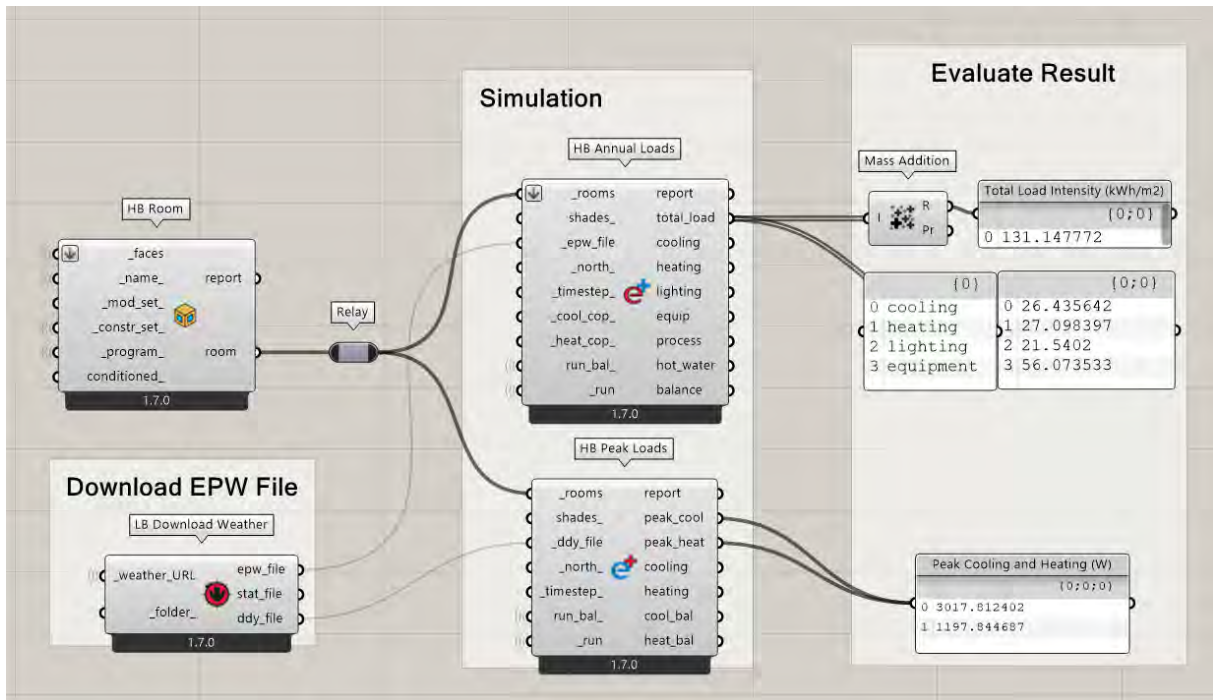 HB Room
_faces
_name_ report
_mod_set_
_constr_set_
_program_ room
conditioned_
1.7.0
Relay
Download EPW File
LB Download Weather
_weather_URL epw_file
stat_file
_folder_ ddy_file
1.7.0
Simulation
HB Annual Loads
_rooms report
shades_ total_load
_epw_file cooling
_north_ heating
_timestep_ lighting
_cool_cop_ equip
_heat_cop_ process
run_bal_ hot_water
_run balance
1.7.0
HB Peak Loads
_rooms report
shades_ peak_cool
_ddy_file peak_heat
_north_ cooling
_timestep_ heating
run_bal_ cool_bal
_run heat_bal
1.7.0
Evaluate Result
Mass Addition
I R
Pr
Total Load Intensity (kWh/m2)
{0;0}
0 131.147772
{0}
0 cooling
1 heating
2 lighting
3 equipment
{0;0}
0 26.435642
1 27.098397
2 21.5402
3 56.073533
Peak Cooling and Heating (W)
{0;0;0}
0 3017.812402
1 1197.844687